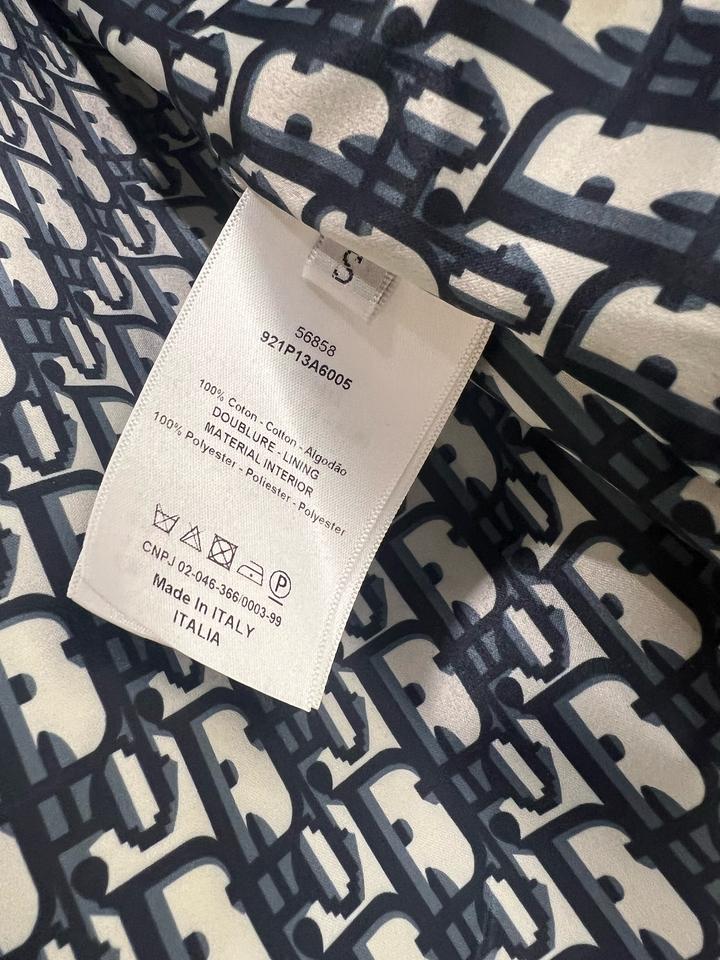 S
56858
921P13A6005
100% Coton - Cotton - Algodão
DOUBLURE - LINING
MATERIAL INTERIOR
100% Polyester - Poliester - Polyester
P
CNPJ 02-046-366/0003-99
Made In ITALY
ITALIA